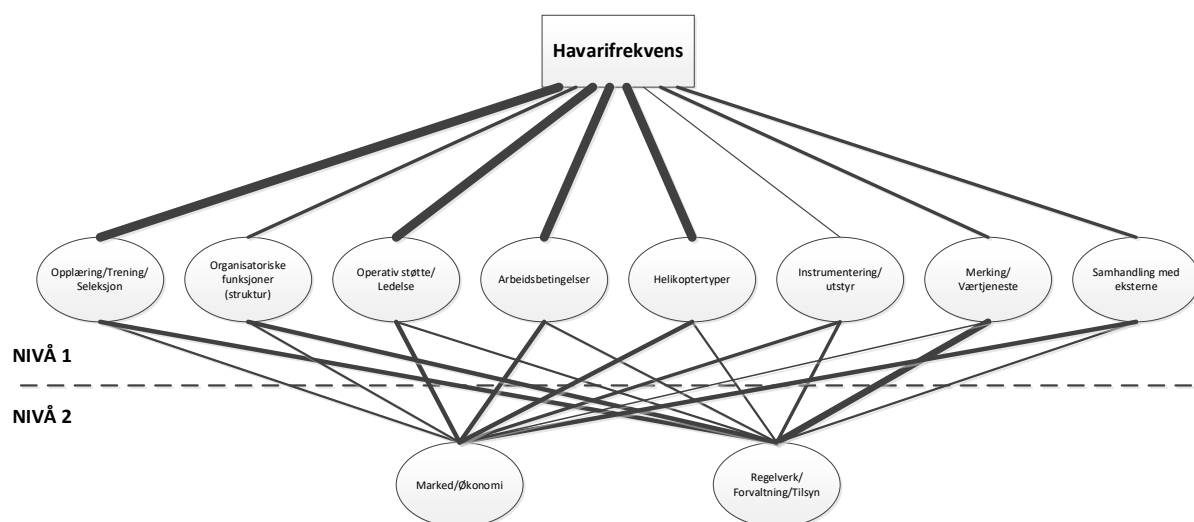 Havarifrekvens
Opplæring/Trening/
Seleksjon
Organisatoriske
funksjoner
(struktur)
Operativ støtte/
Ledelse
Arbeidsbetingelser
Helikoptertyper
Instrumentering/
utstyr
Merking/
Værtjeneste
Samhandling med
eksterne
NIVÅ 1
NIVÅ 2
Marked/Økonomi
Regelverk/
Forvaltning/Tilsyn